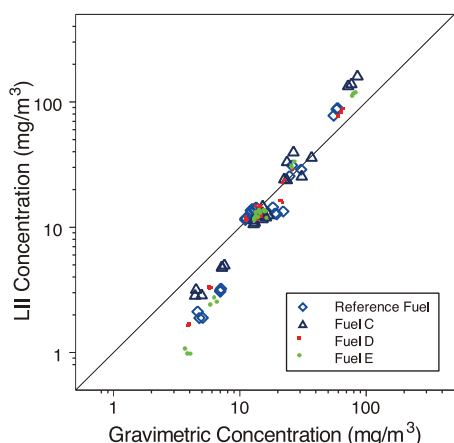 LII Concentration (mg/m³)
100
10
1
Reference Fuel
Fuel C
Fuel D
Fuel E
1 10 100
Gravimetric Concentration (mg/m³)